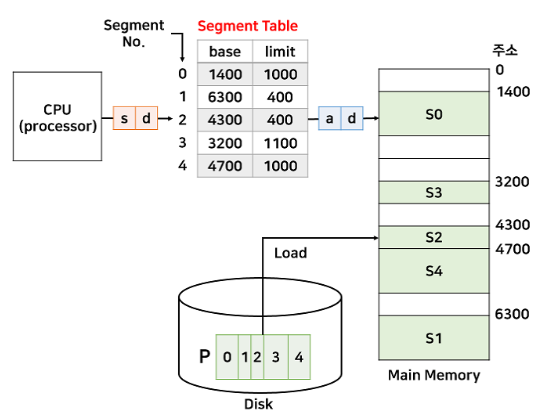 Segment
No.
Segment Table
base limit
0 1400 1000
1 6300 400
2 4300 400
3 3200 1100
4 4700 1000
CPU
(processor)
s d
a d
주소
0
1400
S0
3200
S3
4300
S2
4700
S4
6300
S1
Main Memory
Load
P 0 1 2 3 4
Disk